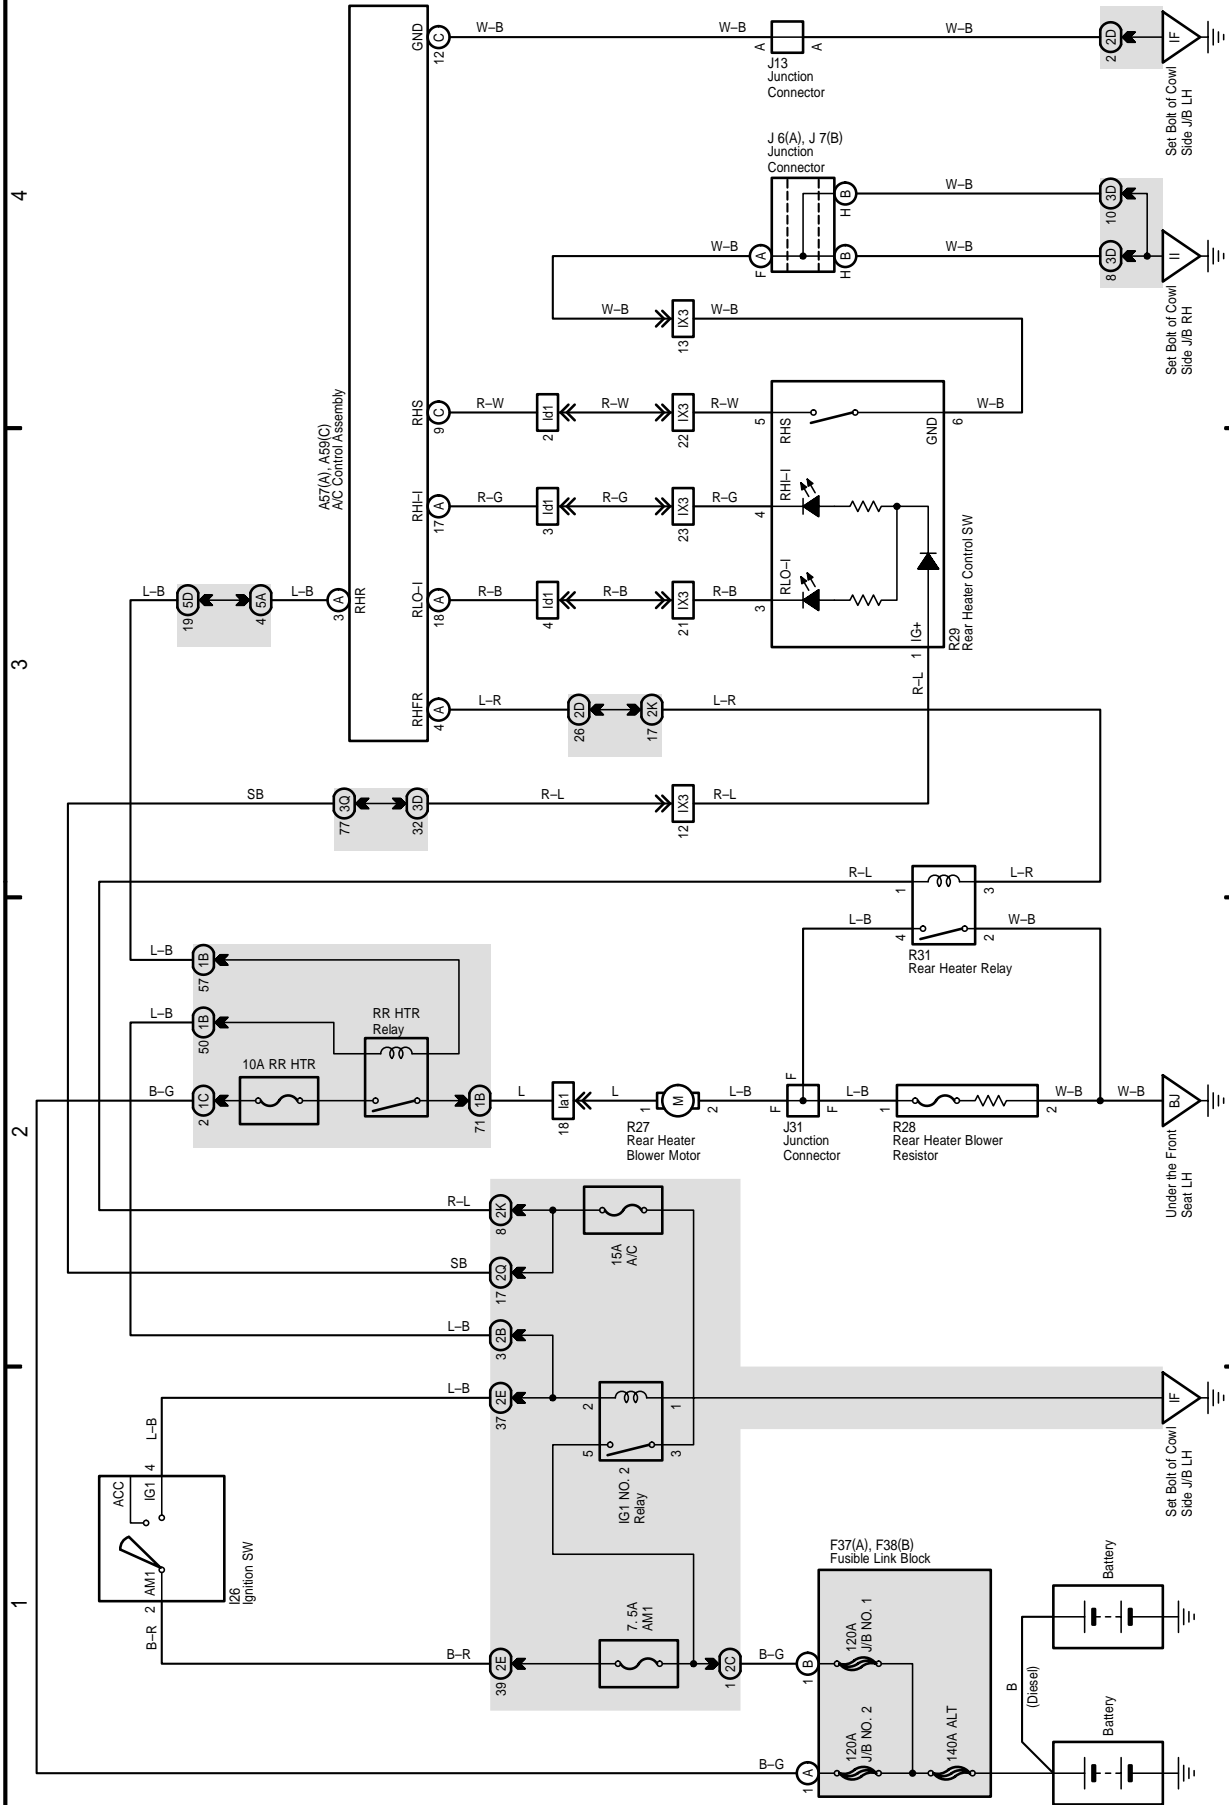 4
3
2
1
GND
C
12
W–B
W–B
A
A
J13
Junction
Connector
W–B
2D
2
IF
Set Bolt of Cowl
Side J/B LH
J 6(A), J 7(B)
Junction
Connector
B
H
W–B
3D
10
W–B
A
F
B
H
W–B
3D
8
II
Set Bolt of Cowl
Side J/B RH
W–B
IX3
13
W–B
A57(A), A59(C)
A/C Control Assembly
RHS
C
9
R–W
Id1
2
R–W
IX3
22
R–W
5
RHS
GND
6
W–B
RHI–I
A
17
R–G
Id1
3
R–G
IX3
23
R–G
4
RHI–I
L–B
5D
19
5A
4
L–B
A
3
RHR
RLO–I
A
18
R–B
Id1
4
R–B
IX3
21
R–B
3
RLO–I
IG+
1
R–L
R29
Rear Heater Control SW
RHFR
A
4
L–R
2D
26
2K
17
L–R
SB
3Q
77
3D
32
R–L
IX3
12
R–L
R–L
1
3
L–R
L–B
4
2
W–B
R31
Rear Heater Relay
L–B
1B
57
L–B
1B
50
RR HTR
Relay
10A RR HTR
B–G
1C
2
1B
71
L
Ia1
18
L
1
M
2
R27
Rear Heater
Blower Motor
L–B
F
F
F
J31
Junction
Connector
L–B
1
2
R28
Rear Heater Blower
Resistor
W–B
W–B
BJ
Under the Front
Seat LH
R–L
2K
8
15A
A/C
SB
2Q
17
L–B
2B
3
L–B
2E
37
2
1
5
3
IG1 NO. 2
Relay
IF
Set Bolt of Cowl
Side J/B LH
ACC
IG1
4
L–B
AM1
2
B–R
I26
Ignition SW
B–R
2E
39
7. 5A
AM1
2C
1
B–G
B
1
F37(A), F38(B)
Fusible Link Block
120A
J/B NO. 1
120A
J/B NO. 2
140A ALT
B–G
A
1
B
(Diesel)
Battery
Battery